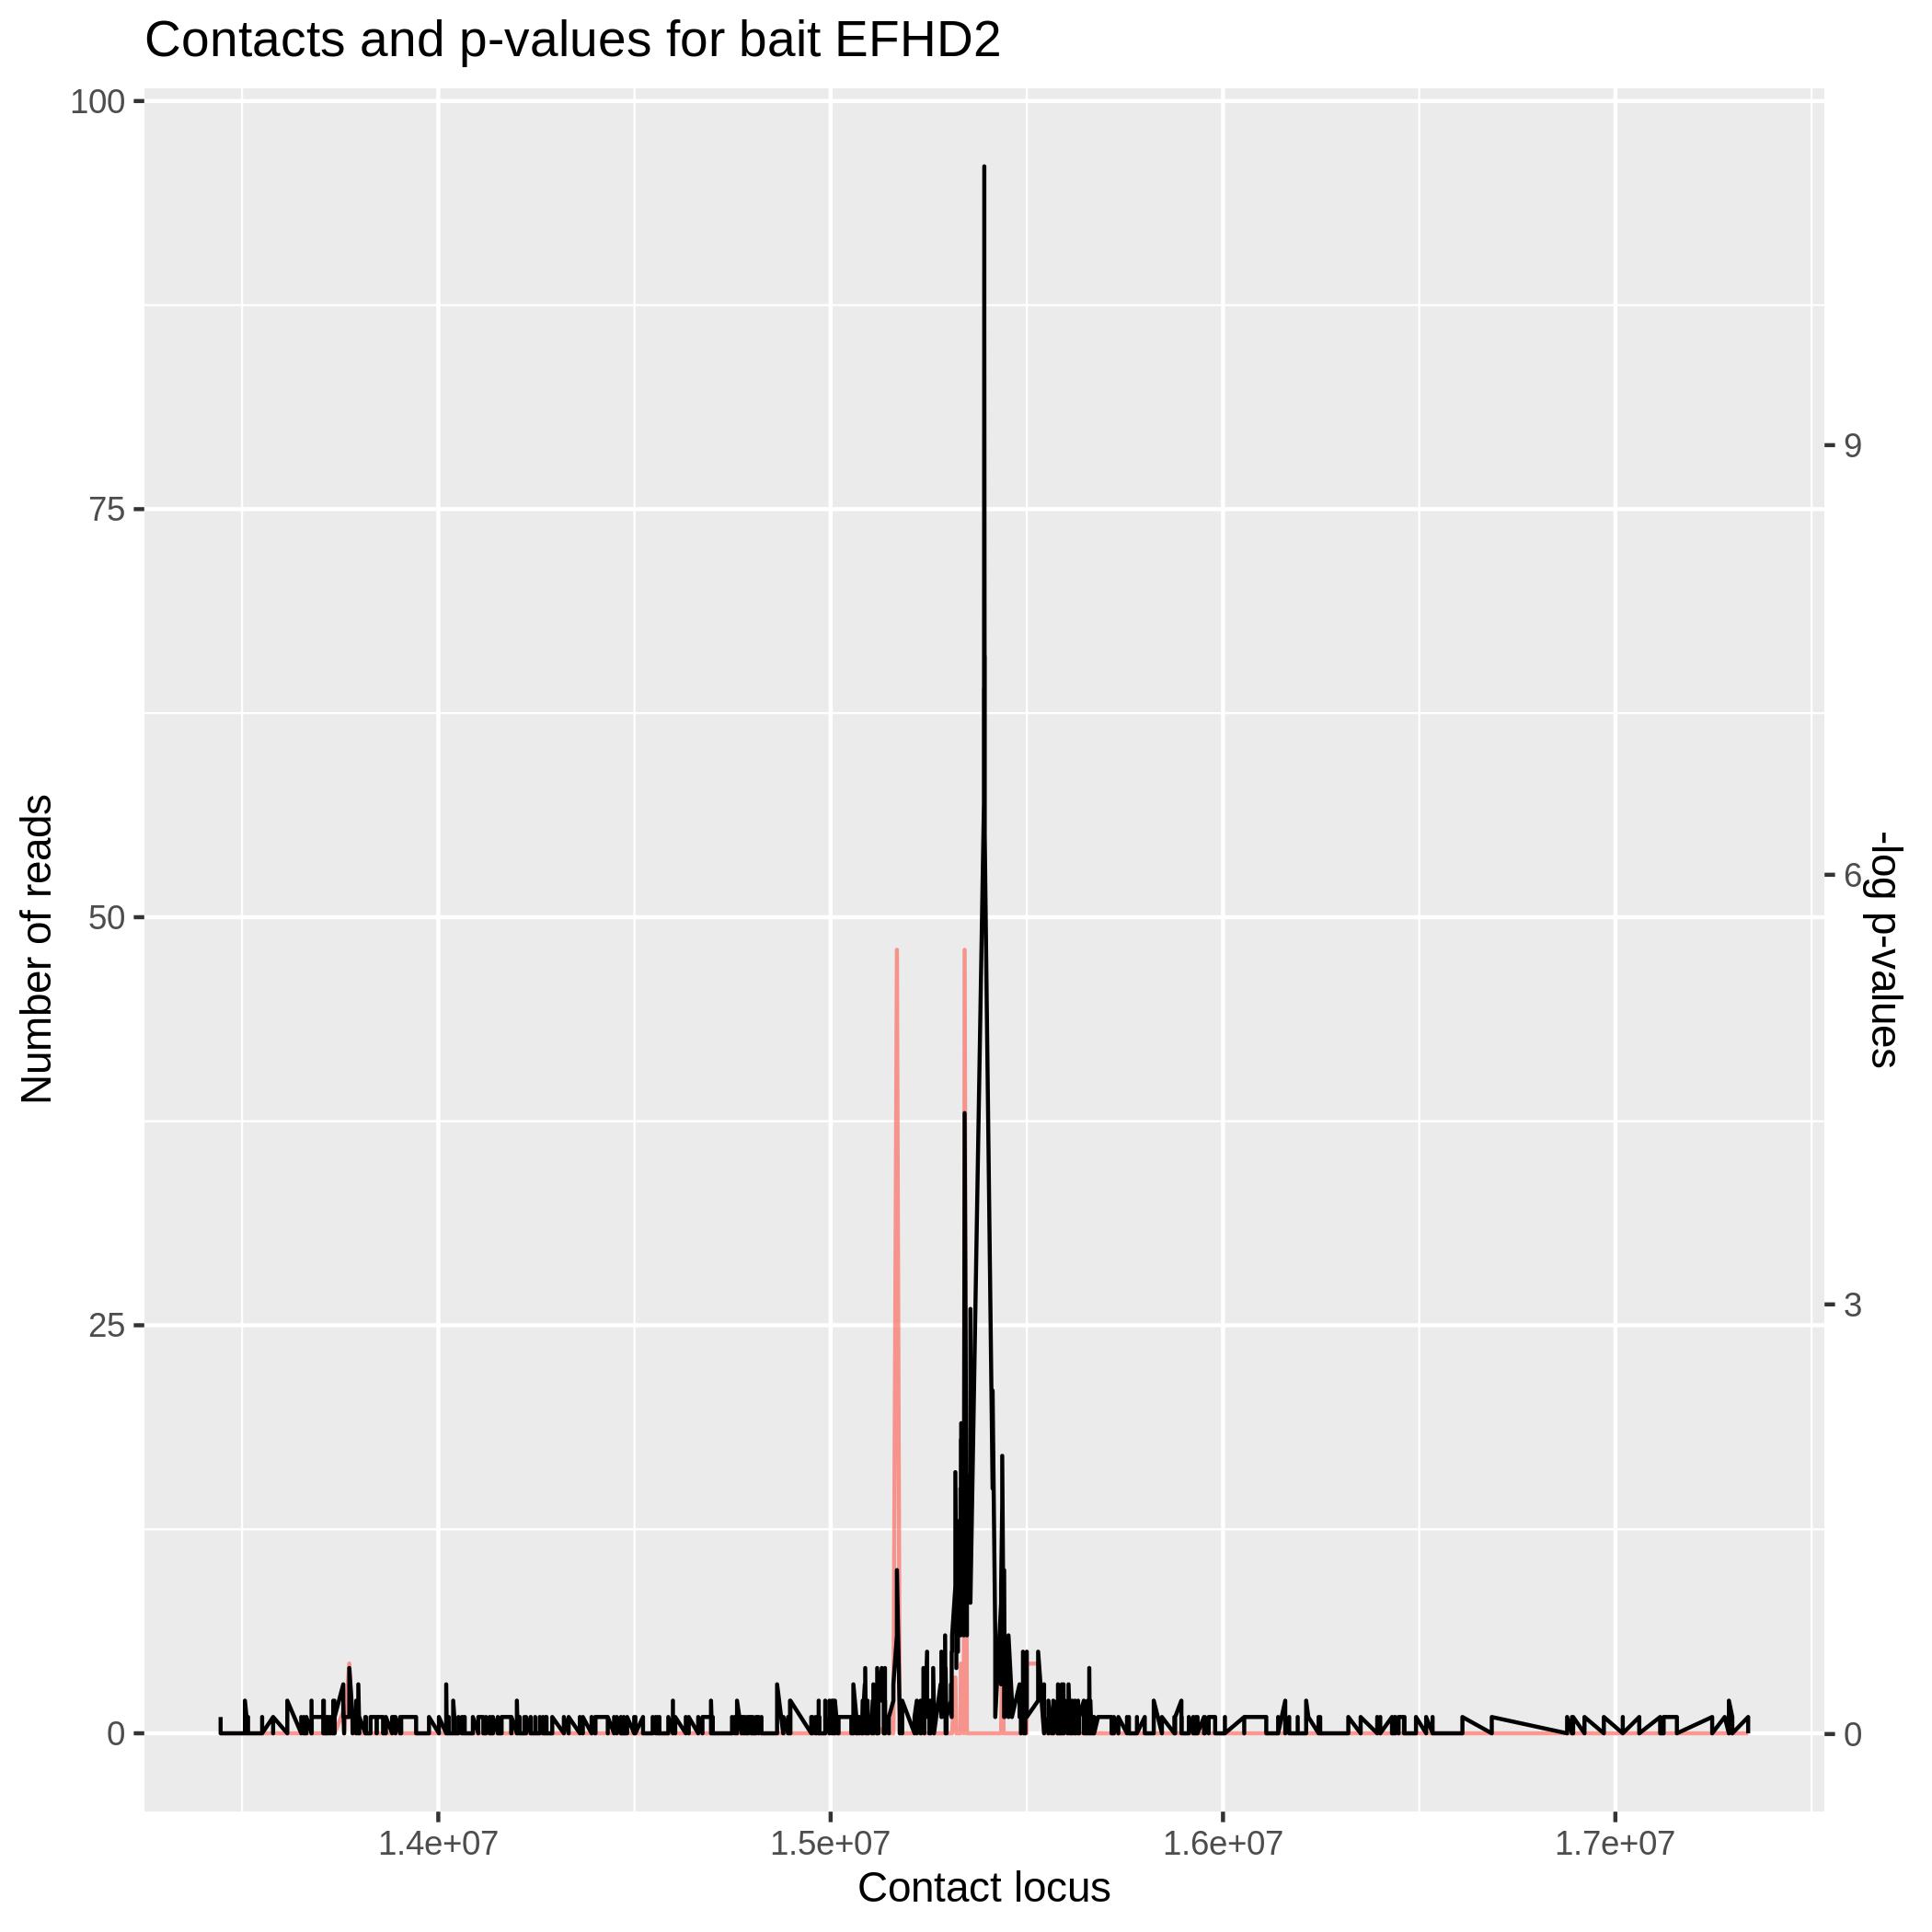 Contacts and p-values for bait EFHD2
100
75
50
25
0
Number of reads
9
6
3
0
-log p-values
1.4e+07 1.5e+07 1.6e+07 1.7e+07
Contact locus